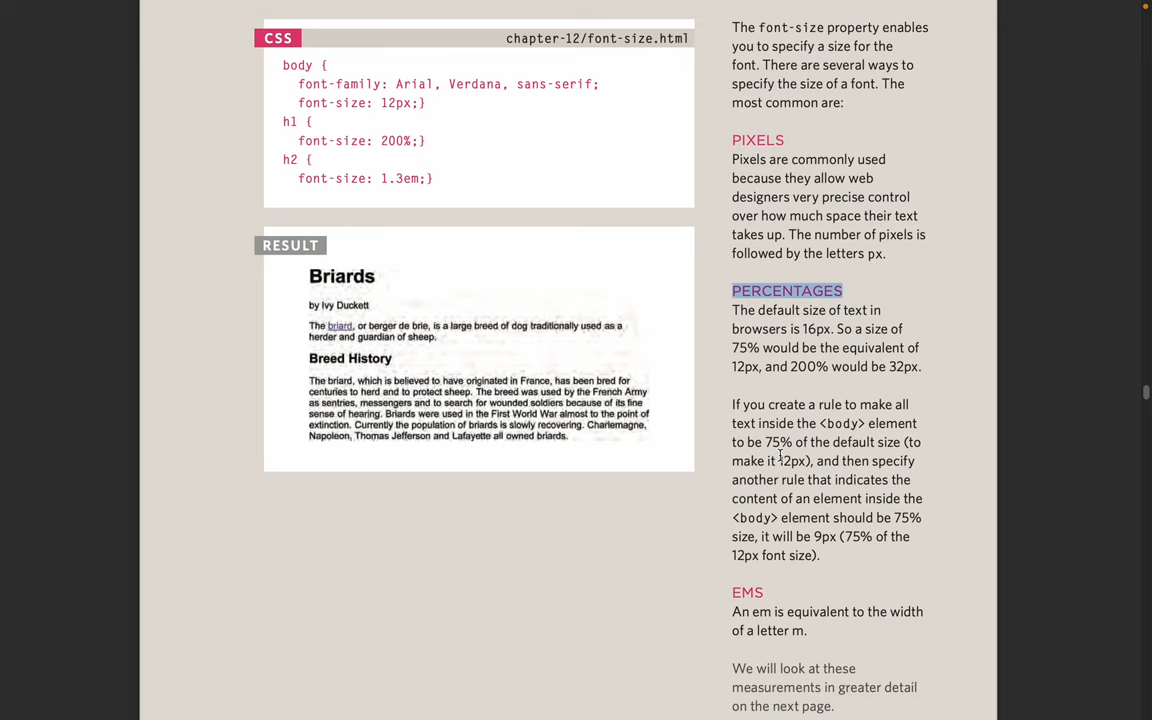 CSS
chapter-12/font-size.html
body {
font-family: Arial, Verdana, sans-serif;
font-size: 12px;}
h1 {
font-size: 200%;}
h2 {
font-size: 1.3em;}
RESULT
Briards
by Ivy Duckett
The briard, or berger de brie, is a large breed of dog traditionally used as a
herder and guardian of sheep.
Breed History
The briard, which is believed to have originated in France, has been bred for
centuries to herd and to protect sheep. The breed was used by the French Army
as sentries, messengers and to search for wounded soldiers because of its fine
sense of hearing. Briards were used in the First World War almost to the point of
extinction. Currently the population of briards is slowly recovering. Charlemagne,
Napoleon, Thomas Jefferson and Lafayette all owned briards.
The font-size property enables
you to specify a size for the
font. There are several ways to
specify the size of a font. The
most common are:
PIXELS
Pixels are commonly used
because they allow web
designers very precise control
over how much space their text
takes up. The number of pixels is
followed by the letters px.
PERCENTAGES
The default size of text in
browsers is 16px. So a size of
75% would be the equivalent of
12px, and 200% would be 32px.
If you create a rule to make all
text inside the <body> element
to be 75% of the default size (to
make it 12px), and then specify
another rule that indicates the
content of an element inside the
<body> element should be 75%
size, it will be 9px (75% of the
12px font size).
EMS
An em is equivalent to the width
of a letter m.
We will look at these
measurements in greater detail
on the next page.